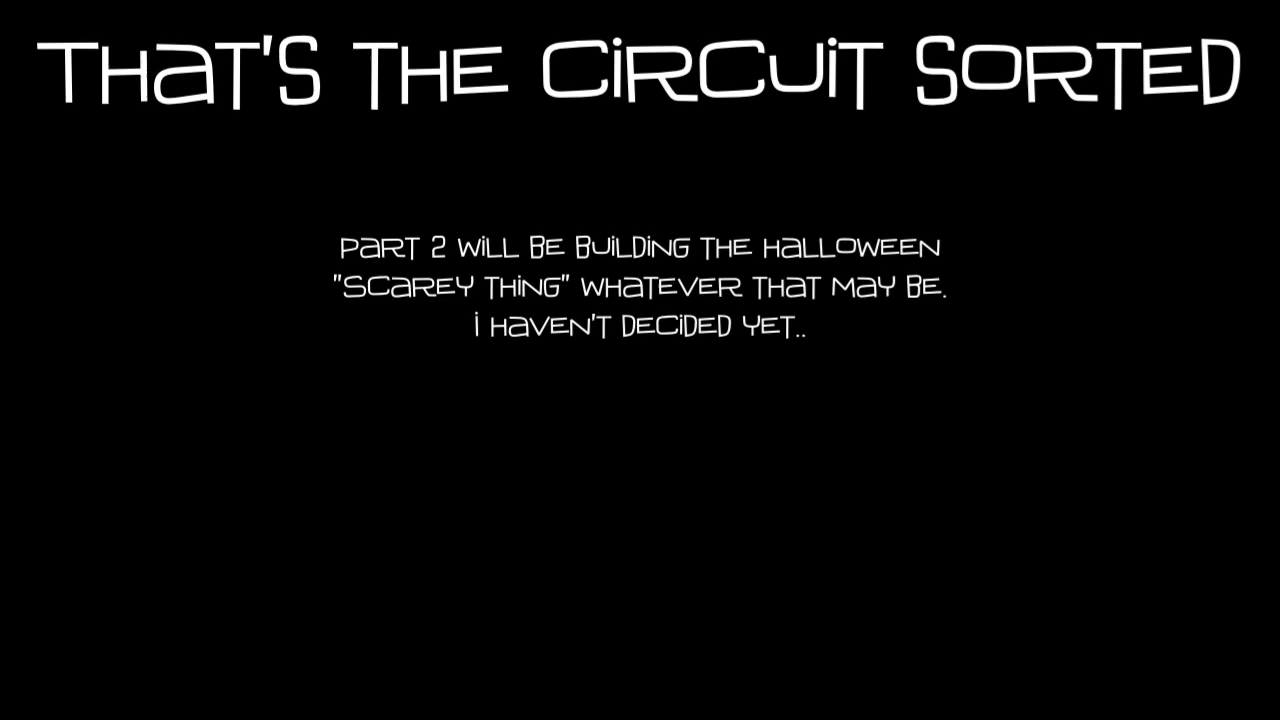 THAT'S THE CIRCUIT SORTED
PART 2 WILL BE BUILDING THE HALLOWEEN
"SCAREY THING" WHATEVER THAT MAY BE.
I HAVEN'T DECIDED YET..